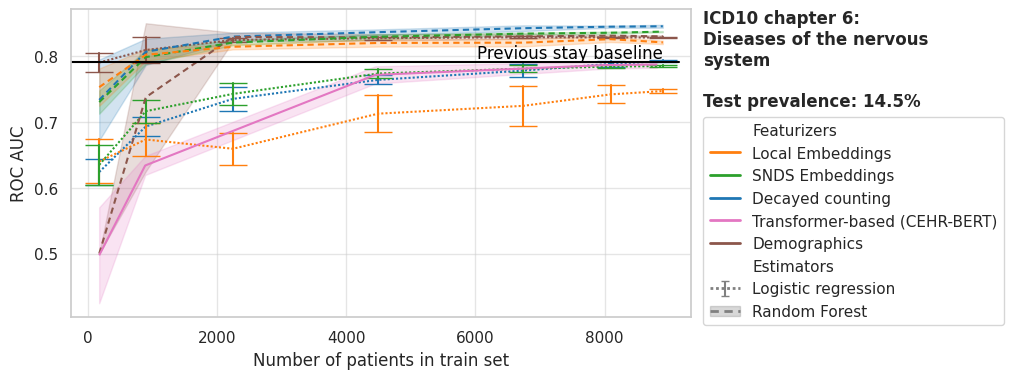 ROC AUC
0.8
0.7
0.6
0.5
Previous stay baseline
0
2000
4000
6000
8000
Number of patients in train set
ICD10 chapter 6:
Diseases of the nervous
system
Test prevalence: 14.5%
Featurizers
Local Embeddings
SNDS Embeddings
Decayed counting
Transformer-based (CEHR-BERT)
Demographics
Estimators
Logistic regression
Random Forest